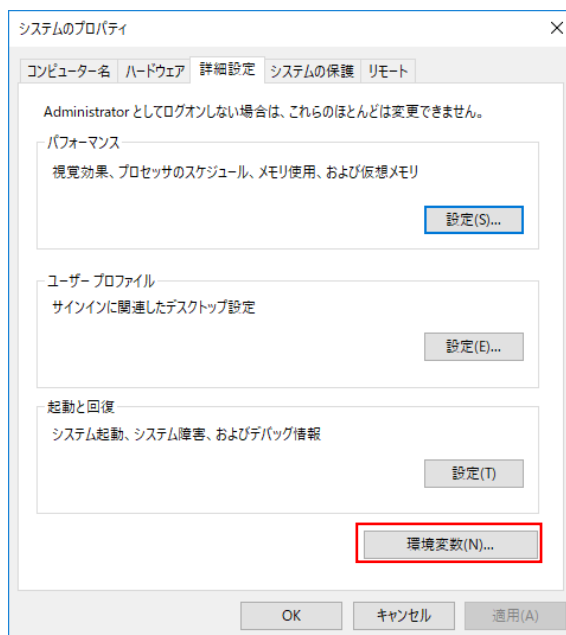 システムのプロパティ
コンピューター名 ハードウェア 詳細設定 システムの保護 リモート
Administrator としてログオンしない場合は、これらのほとんどは変更できません。
パフォーマンス
視覚効果、プロセッサのスケジュール、メモリ使用、および仮想メモリ
設定(S)...
ユーザー プロファイル
サインインに関連したデスクトップ設定
設定(E)...
起動と回復
システム起動、システム障害、およびデバッグ情報
設定(T)
環境変数(N)...
OK キャンセル 適用(A)